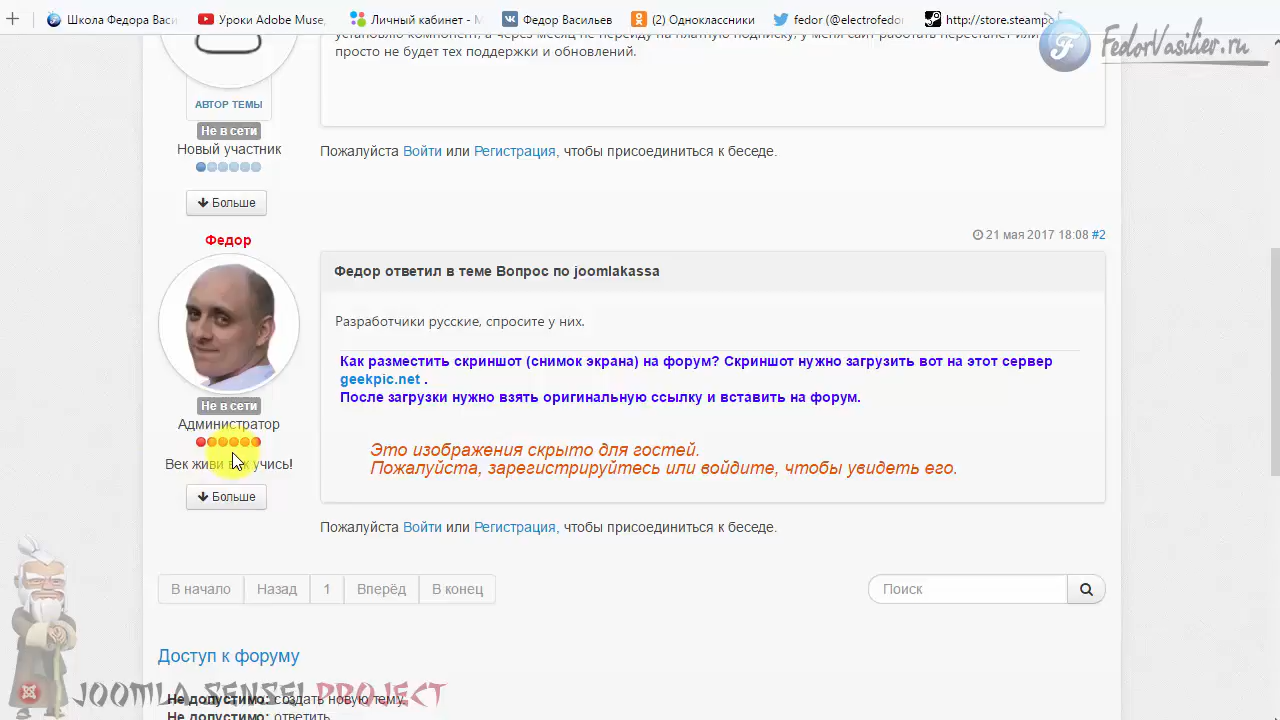 Школа Федора Васи
Уроки Adobe Muse,
Личный кабинет - М
Федор Васильев
(2) Одноклассники
fedor (@electrofedo
http://store.steampo
FedorVasiliev.ru
просто не будет тех поддержки и обновлений.
АВТОР ТЕМЫ
Не в сети
Новый участник
Пожалуйста Войти или Регистрация, чтобы присоединиться к беседе.
Больше
Федор
21 мая 2017 18:08 #2
Федор ответил в теме Вопрос по joomlakassa
Разработчики русские, спросите у них.
Как разместить скриншот (снимок экрана) на форум? Скриншот нужно загрузить вот на этот сервер
geekpic.net .
После загрузки нужно взять оригинальную ссылку и вставить на форум.
Не в сети
Администратор
Век живи век учись!
Больше
Это изображения скрыто для гостей.
Пожалуйста, зарегистрируйтесь или войдите, чтобы увидеть его.
Пожалуйста Войти или Регистрация, чтобы присоединиться к беседе.
В начало
Назад
1
Вперёд
В конец
Поиск
Доступ к форуму
Не допустимо: создать новую тему.
Не допустимо: ответить.
JOOMLA SENSEI PROJECT